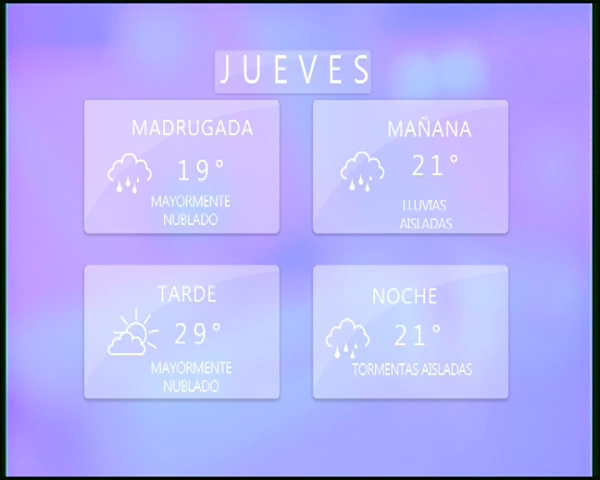 JUEVES
MADRUGADA
19°
MAYORMENTE
NUBLADO
MAÑANA
21°
LLUVIAS
AISLADAS
TARDE
29°
MAYORMENTE
NUBLADO
NOCHE
21°
TORMENTAS AISLADAS